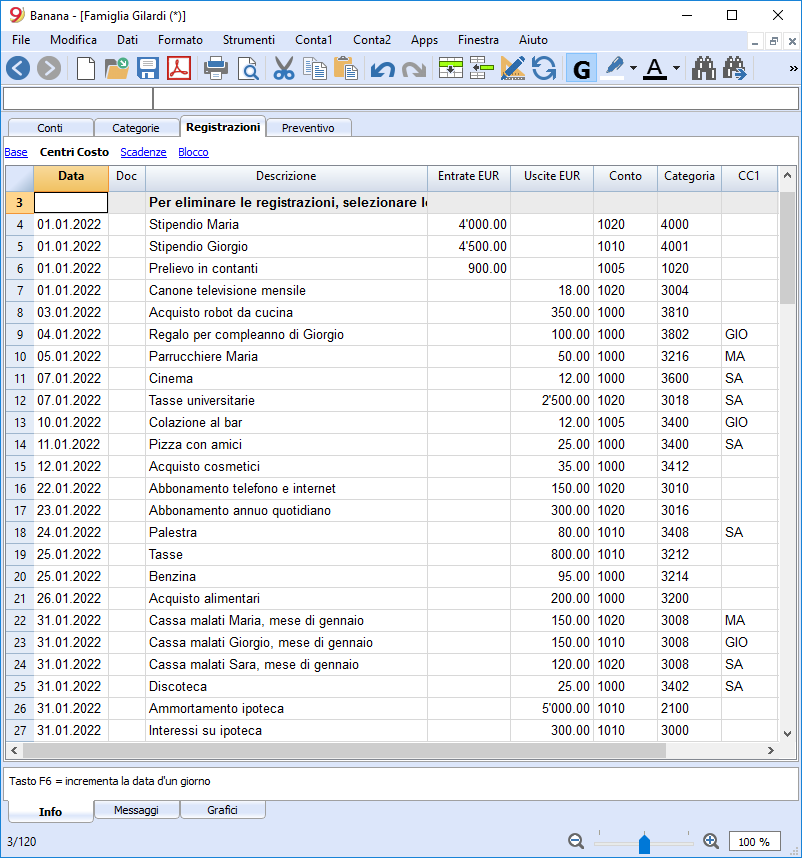 Banana - [Famiglia Gilardi (*)]
File Modifica Dati Formato Strumenti Conta1 Conta2 Apps Finestra Aiuto
G A »
Conti Categorie Registrazioni Preventivo
Base Centri Costo Scadenze Blocco
Data Doc Descrizione Entrate EUR Uscite EUR Conto Categoria CC1
3 Per eliminare le registrazioni, selezionare le
4 01.01.2022 Stipendio Maria 4'000.00 1020 4000
5 01.01.2022 Stipendio Giorgio 4'500.00 1010 4001
6 01.01.2022 Prelievo in contanti 900.00 1005 1020
7 01.01.2022 Canone televisione mensile 18.00 1020 3004
8 03.01.2022 Acquisto robot da cucina 350.00 1000 3810
9 04.01.2022 Regalo per compleanno di Giorgio 100.00 1000 3802 GIO
10 05.01.2022 Parrucchiere Maria 50.00 1000 3216 MA
11 07.01.2022 Cinema 12.00 1000 3600 SA
12 07.01.2022 Tasse universitarie 2'500.00 1020 3018 SA
13 10.01.2022 Colazione al bar 12.00 1005 3400 GIO
14 11.01.2022 Pizza con amici 25.00 1000 3400 SA
15 12.01.2022 Acquisto cosmetici 35.00 1000 3412
16 22.01.2022 Abbonamento telefono e internet 150.00 1020 3010
17 23.01.2022 Abbonamento annuo quotidiano 300.00 1020 3016
18 24.01.2022 Palestra 80.00 1010 3408 SA
19 25.01.2022 Tasse 800.00 1010 3212
20 25.01.2022 Benzina 95.00 1000 3214
21 26.01.2022 Acquisto alimentari 200.00 1000 3200
22 31.01.2022 Cassa malati Maria, mese di gennaio 150.00 1020 3008 MA
23 31.01.2022 Cassa malati Giorgio, mese di gennaio 150.00 1010 3008 GIO
24 31.01.2022 Cassa malati Sara, mese di gennaio 120.00 1020 3008 SA
25 31.01.2022 Discoteca 25.00 1000 3402 SA
26 31.01.2022 Ammortamento ipoteca 5'000.00 1010 2100
27 31.01.2022 Interessi su ipoteca 300.00 1010 3000
Tasto F6 = incrementa la data d'un giorno
Info Messaggi Grafici
3/120 100 %